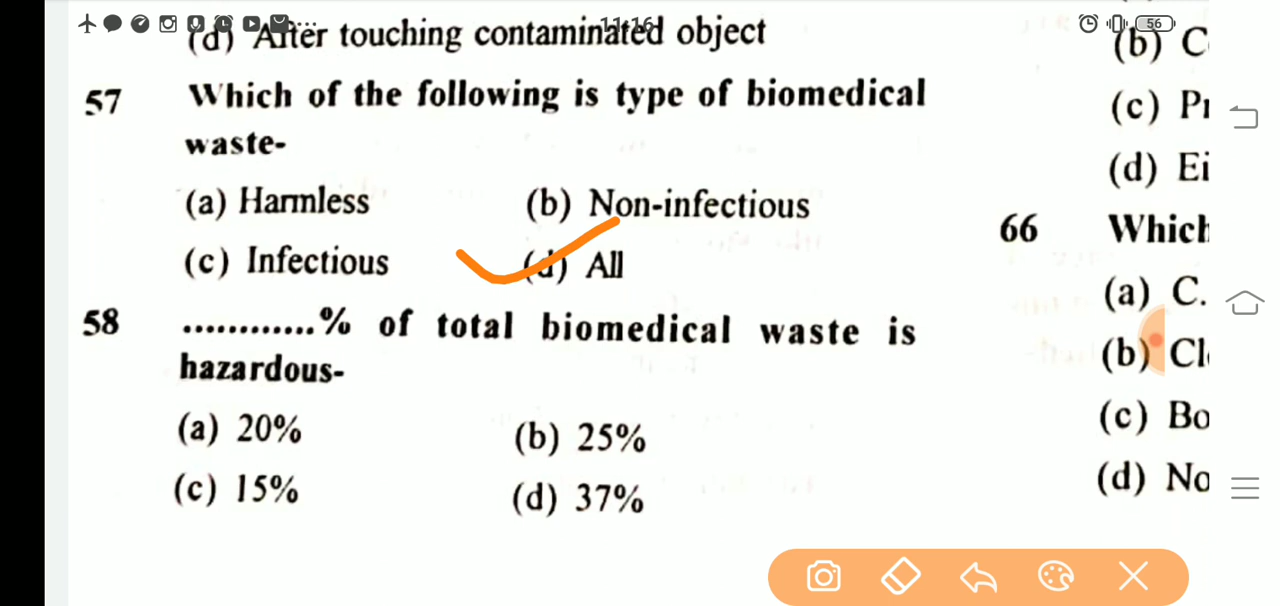 11:16
56
(d) After touching contaminated object
57 Which of the following is type of biomedical
waste-
(a) Harmless (b) Non-infectious
(c) Infectious (d) All
58 ............% of total biomedical waste is
hazardous-
(a) 20% (b) 25%
(c) 15% (d) 37%
(b) C
(c) Pr
(d) Ei
66 Which
(a) C.
(b) Cl
(c) Bo
(d) No